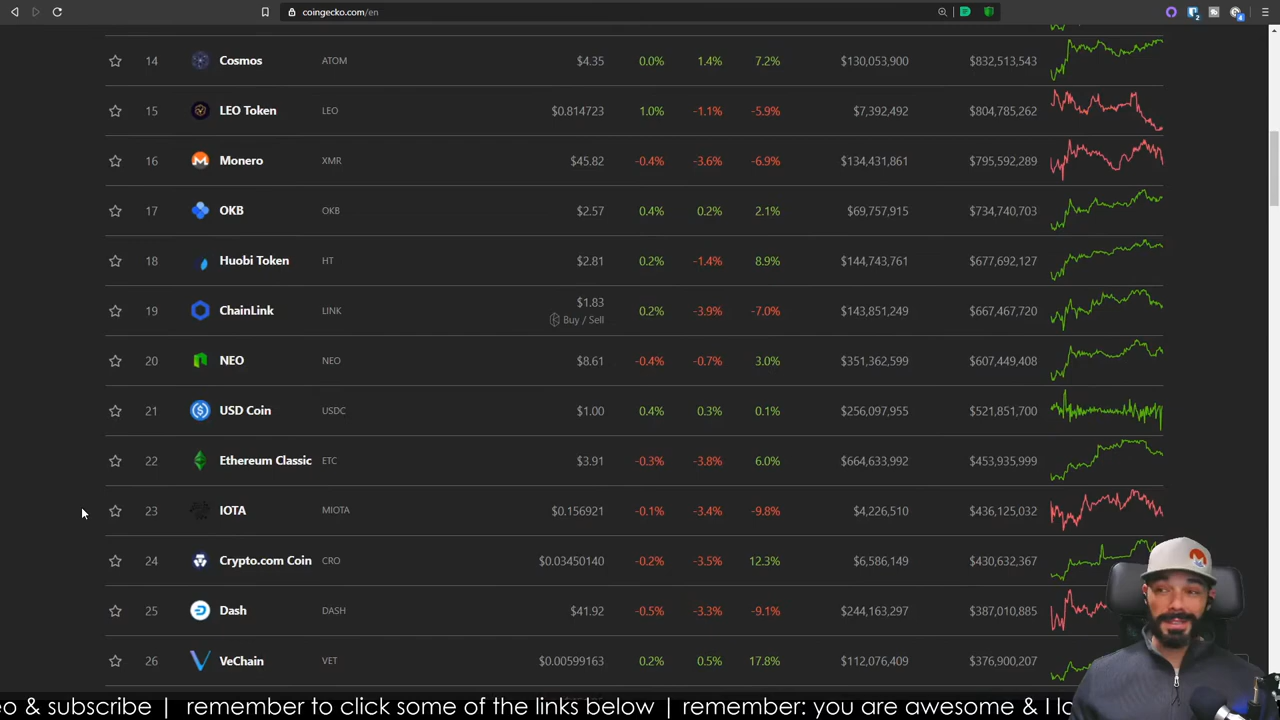 coingecko.com/en
14 Cosmos ATOM $4.35 0.0% 1.4% 7.2% $130,053,900 $832,513,543
15 LEO Token LEO $0.814723 1.0% -1.1% -5.9% $7,392,492 $804,785,262
16 Monero XMR $45.82 -0.4% -3.6% -6.9% $134,431,861 $795,592,289
17 OKB OKB $2.57 0.4% 0.2% 2.1% $69,757,915 $734,740,703
18 Huobi Token HT $2.81 0.2% -1.4% 8.9% $144,743,761 $677,692,127
19 ChainLink LINK $1.83 0.2% -3.9% -7.0% $143,851,249 $667,467,720
Buy / Sell
20 NEO NEO $8.61 -0.4% -0.7% 3.0% $351,362,599 $607,449,408
21 USD Coin USDC $1.00 0.4% 0.3% 0.1% $256,097,955 $521,851,700
22 Ethereum Classic ETC $3.91 -0.3% -3.8% 6.0% $664,633,992 $453,935,999
23 IOTA MIOTA $0.156921 -0.1% -3.4% -9.8% $4,226,510 $436,125,032
24 Crypto.com Coin CRO $0.03450140 -0.2% -3.5% 12.3% $6,586,149 $430,632,367
25 Dash DASH $41.92 -0.5% -3.3% -9.1% $244,163,297 $387,010,885
26 VeChain VET $0.00599163 0.2% 0.5% 17.8% $112,076,409 $376,900,207
eo & subscribe | remember to click some of the links below | remember: you are awesome & I lo